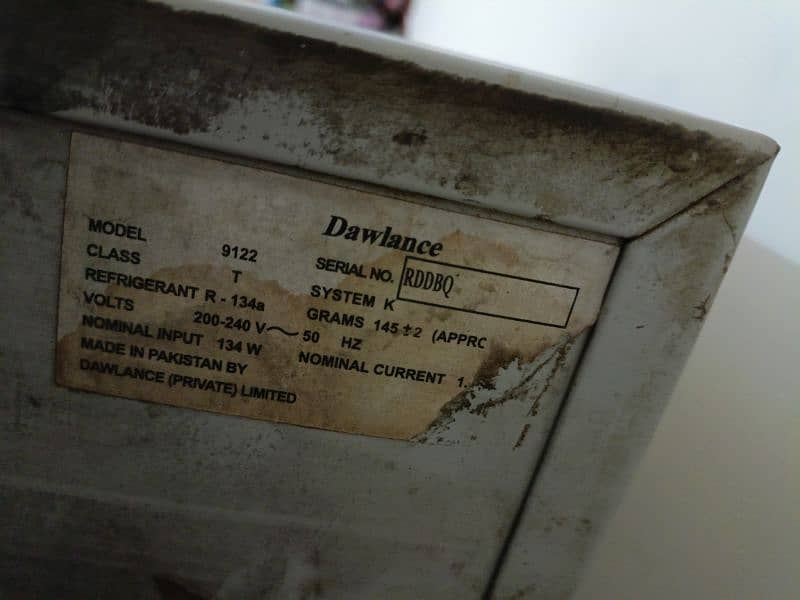 Dawlance
MODEL 9122 SERIAL NO. RDDBQ
CLASS T SYSTEM K
REFRIGERANT R - 134a GRAMS 145 ±2 (APPRO
VOLTS 200-240 V~ 50 HZ
NOMINAL INPUT 134 W NOMINAL CURRENT 1.
MADE IN PAKISTAN BY
DAWLANCE (PRIVATE) LIMITED